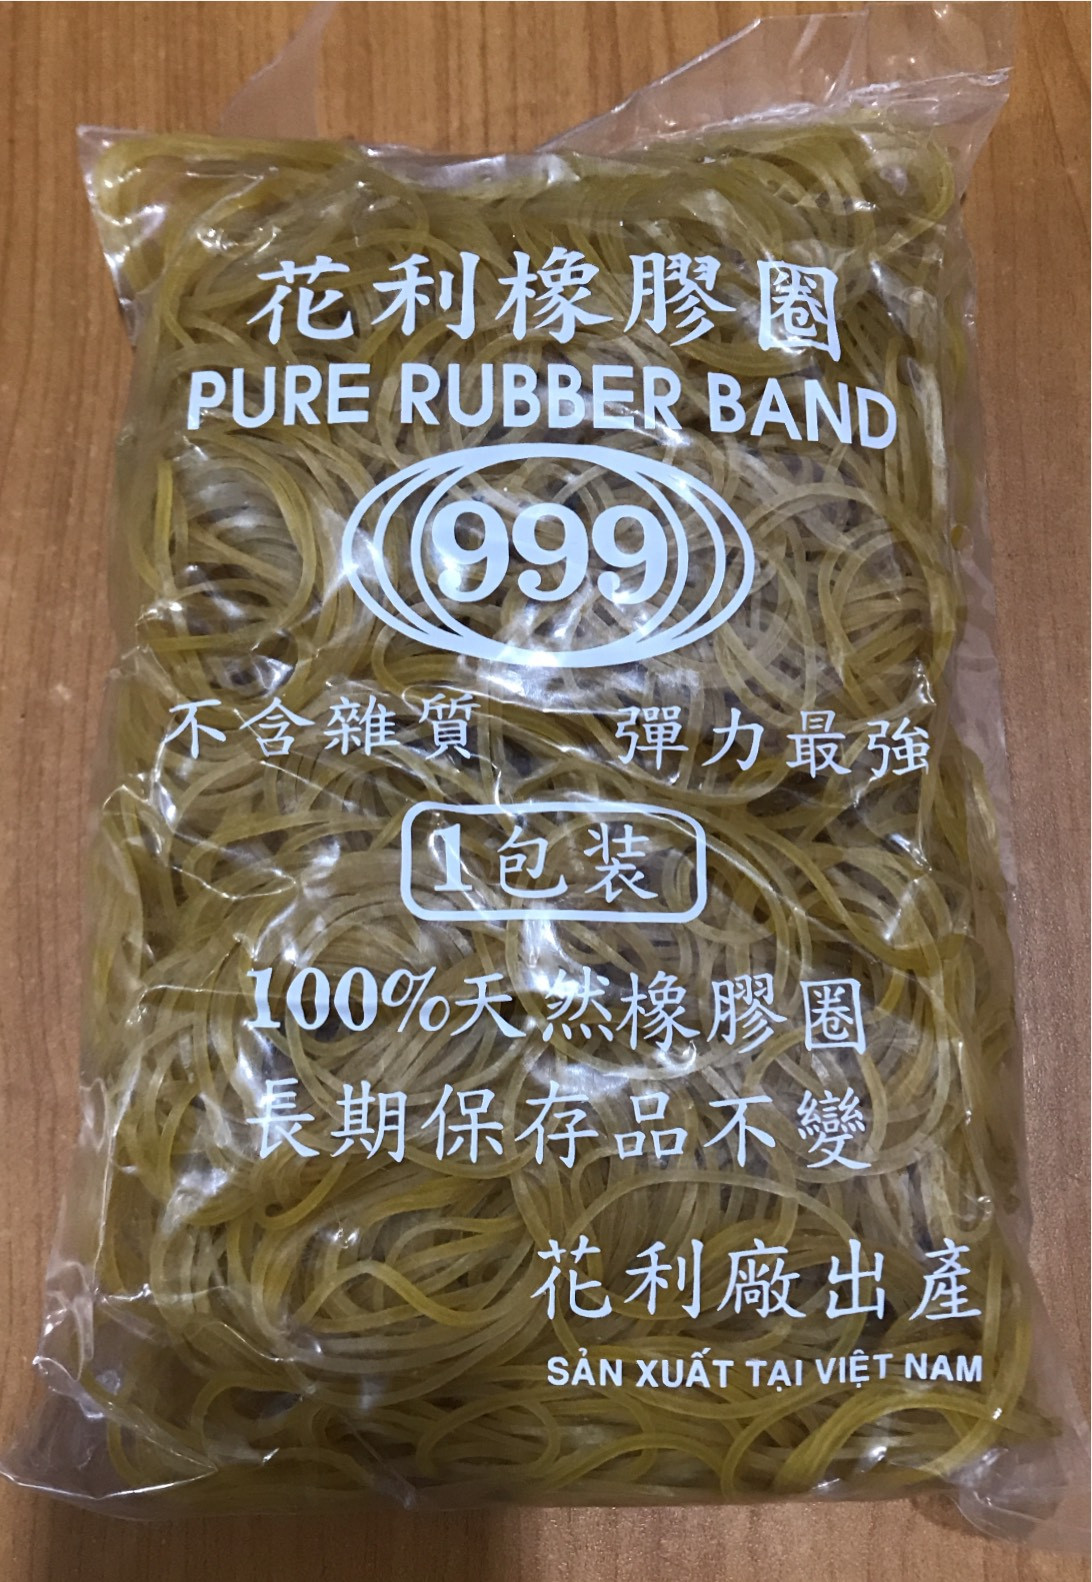 花利橡膠圈
PURE RUBBER BAND
999
不含雜質 彈力最強
1包裝
100%天然橡膠圈
長期保存品不變
花利廠出產
SẢN XUẤT TẠI VIỆT NAM